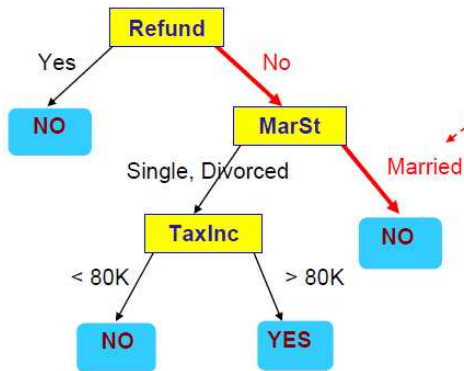 Refund
Yes
No
NO
MarSt
Single, Divorced
Married
TaxInc
NO
< 80K
> 80K
NO
YES